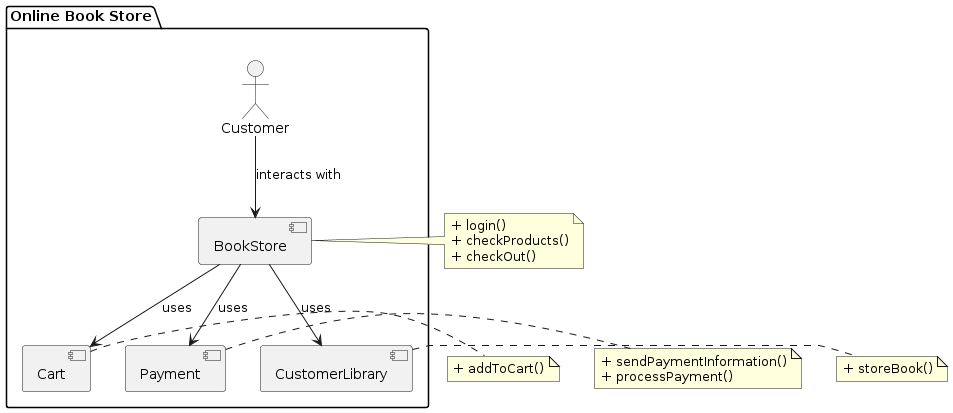 Online Book Store
Customer
interacts with
BookStore
+ login()
+ checkProducts()
+ checkOut()
uses
uses
uses
Cart
Payment
CustomerLibrary
+ addToCart()
+ sendPaymentInformation()
+ processPayment()
+ storeBook()